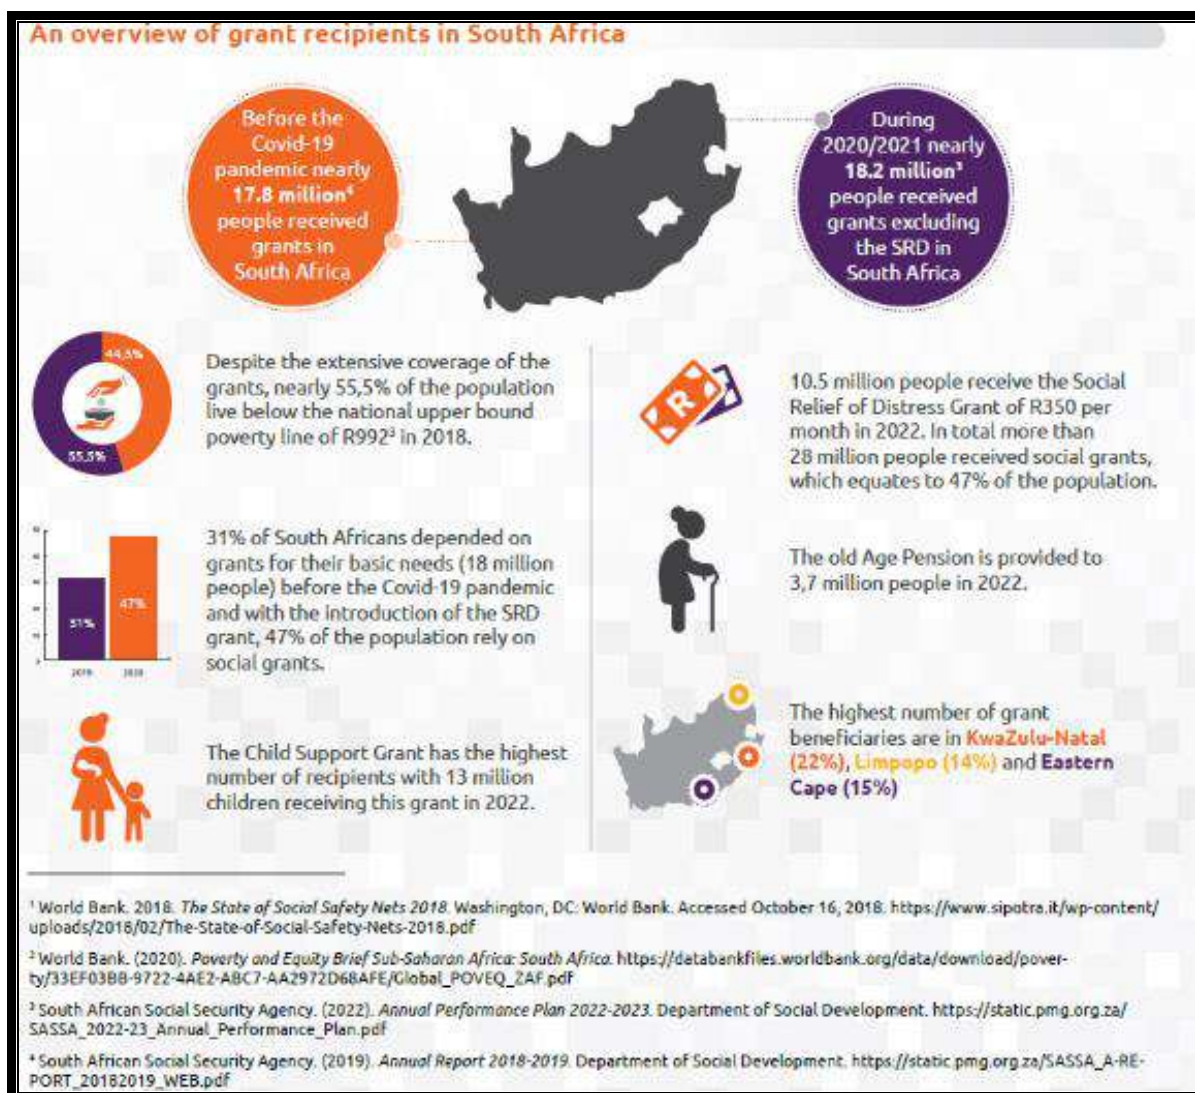 An overview of grant recipients in South Africa
Before the
Covid-19
pandemic nearly
17.8 million⁴
people received
grants in
South Africa
During
2020/2021 nearly
18.2 million³
people received
grants excluding
the SRD in
South Africa
44,5%
55,5%
Despite the extensive coverage of the
grants, nearly 55,5% of the population
live below the national upper bound
poverty line of R992² in 2018.
31%
47%
2019
2020
31% of South Africans depended on
grants for their basic needs (18 million
people) before the Covid-19 pandemic
and with the introduction of the SRD
grant, 47% of the population rely on
social grants.
The Child Support Grant has the highest
number of recipients with 13 million
children receiving this grant in 2022.
R
10.5 million people receive the Social
Relief of Distress Grant of R350 per
month in 2022. In total more than
28 million people received social grants,
which equates to 47% of the population.
The old Age Pension is provided to
3,7 million people in 2022.
The highest number of grant
beneficiaries are in KwaZulu-Natal
(22%), Limpopo (14%) and Eastern
Cape (15%)
¹ World Bank. 2018. The State of Social Safety Nets 2018. Washington, DC: World Bank. Accessed October 16, 2018. https://www.sipotra.it/wp-content/
uploads/2018/02/The-State-of-Social-Safety-Nets-2018.pdf
² World Bank. (2020). Poverty and Equity Brief Sub-Saharan Africa: South Africa. https://databankfiles.worldbank.org/data/download/pover-
ty/33EF03BB-9722-4AE2-ABC7-AA2972D68AFE/Global_POVEQ_ZAF.pdf
³ South African Social Security Agency. (2022). Annual Performance Plan 2022-2023. Department of Social Development. https://static.pmg.org.za/
SASSA_2022-23_Annual_Performance_Plan.pdf
⁴ South African Social Security Agency. (2019). Annual Report 2018-2019. Department of Social Development. https://static.pmg.org.za/SASSA_A-RE-
PORT_20182019_WEB.pdf